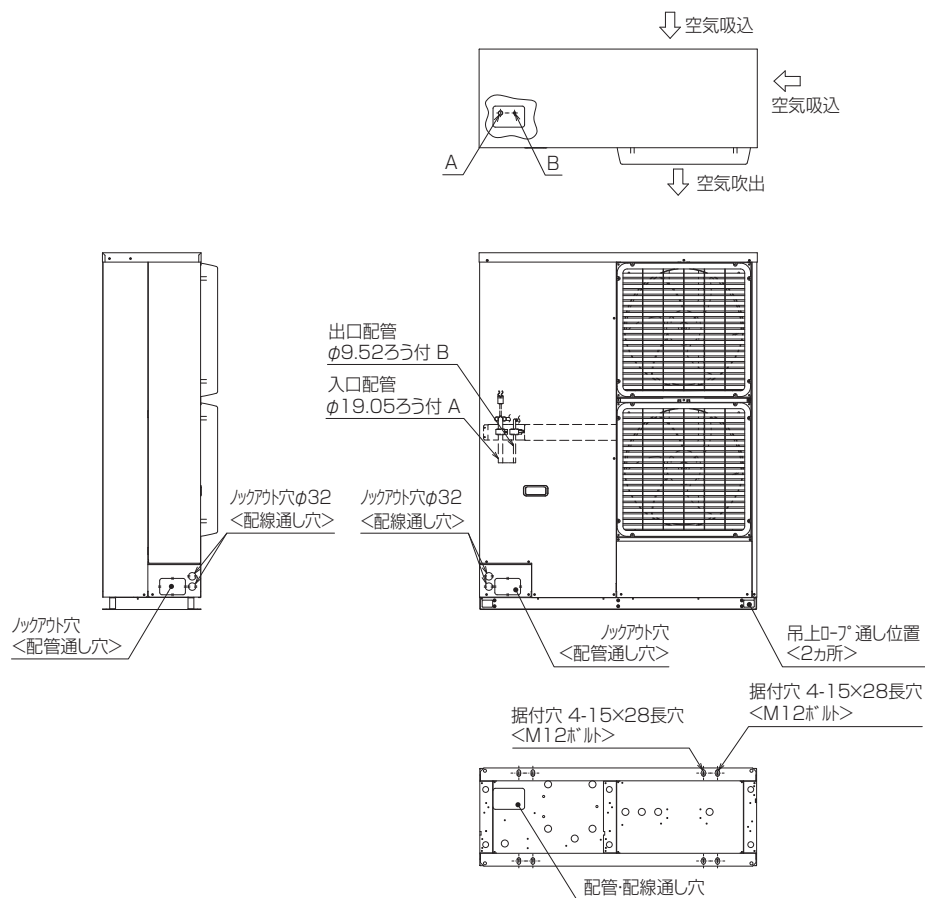 空気吸込
空気吸込
A
B
空気吹出
出口配管
φ9.52ろう付 B
入口配管
φ19.05ろう付 A
ノックアウト穴φ32
<配線通し穴>
ノックアウト穴φ32
<配線通し穴>
ノックアウト穴
<配管通し穴>
ノックアウト穴
<配管通し穴>
吊上ロープ通し位置
<2ヵ所>
据付穴 4-15×28長穴
<M12ボルト>
据付穴 4-15×28長穴
<M12ボルト>
配管・配線通し穴